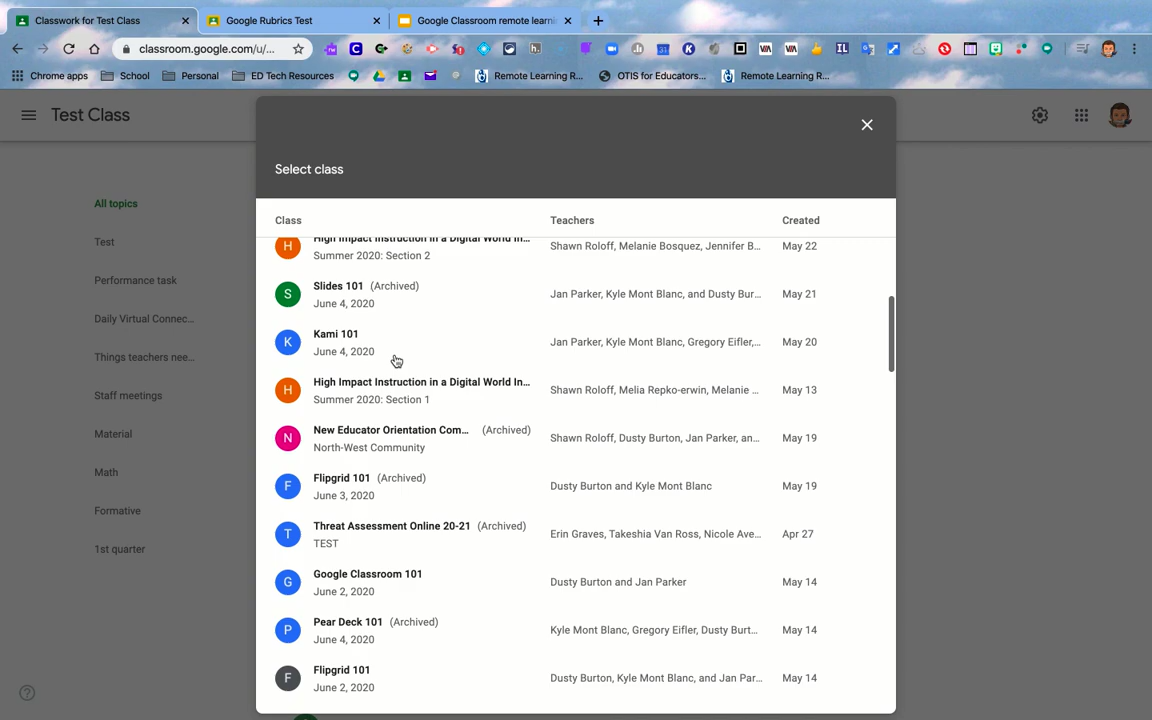 Classwork for Test Class
Google Rubrics Test
Google Classroom remote learni
classroom.google.com/u/...
Chrome apps
School
Personal
ED Tech Resources
Remote Learning R...
OTIS for Educators...
Remote Learning R...
Test Class
All topics
Test
Performance task
Daily Virtual Connec...
Things teachers nee...
Staff meetings
Material
Math
Formative
1st quarter
Select class
Class Teachers Created
H High Impact Instruction in a Digital World In... Shawn Roloff, Melanie Bosquez, Jennifer B... May 22
Summer 2020: Section 2
S Slides 101 (Archived) Jan Parker, Kyle Mont Blanc, and Dusty Bur... May 21
June 4, 2020
K Kami 101 Jan Parker, Kyle Mont Blanc, Gregory Eifler,... May 20
June 4, 2020
H High Impact Instruction in a Digital World In... Shawn Roloff, Melia Repko-erwin, Melanie ... May 13
Summer 2020: Section 1
N New Educator Orientation Com... (Archived) Shawn Roloff, Dusty Burton, Jan Parker, an... May 19
North-West Community
F Flipgrid 101 (Archived) Dusty Burton and Kyle Mont Blanc May 19
June 3, 2020
T Threat Assessment Online 20-21 (Archived) Erin Graves, Takeshia Van Ross, Nicole Ave... Apr 27
TEST
G Google Classroom 101 Dusty Burton and Jan Parker May 14
June 2, 2020
P Pear Deck 101 (Archived) Kyle Mont Blanc, Gregory Eifler, Dusty Burt... May 14
June 4, 2020
F Flipgrid 101 Dusty Burton, Kyle Mont Blanc, and Jan Par... May 14
June 2, 2020